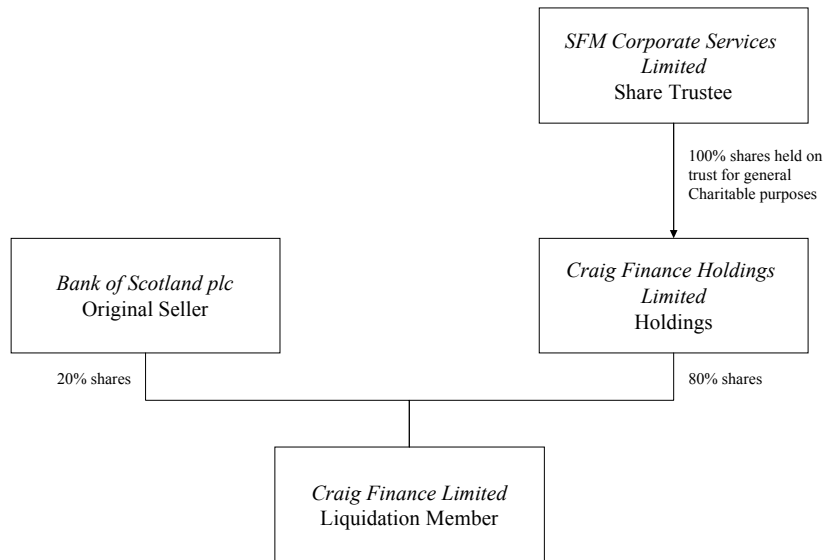 SFM Corporate Services
Limited
Share Trustee
100% shares held on
trust for general
Charitable purposes
Bank of Scotland plc
Original Seller
Craig Finance Holdings
Limited
Holdings
20% shares
80% shares
Craig Finance Limited
Liquidation Member